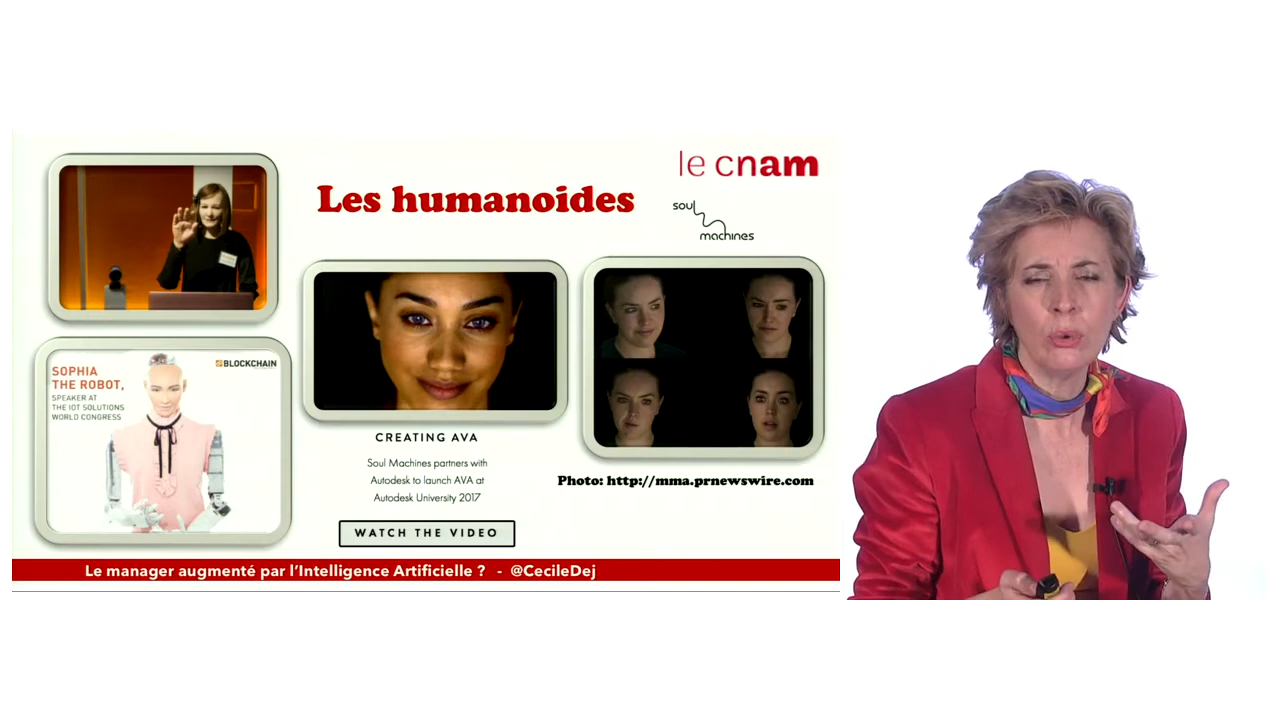 Les humanoides
le cnam
soul
machines
SOPHIA
THE ROBOT,
SPEAKER AT
THE IOT SOLUTIONS
WORLD CONGRESS
BLOCKCHAIN
CREATING AVA
Soul Machines partners with
Autodesk to launch AVA at
Autodesk University 2017
WATCH THE VIDEO
Photo: http://mma.prnewswire.com
Le manager augmenté par l'Intelligence Artificielle ? - @CecileDej